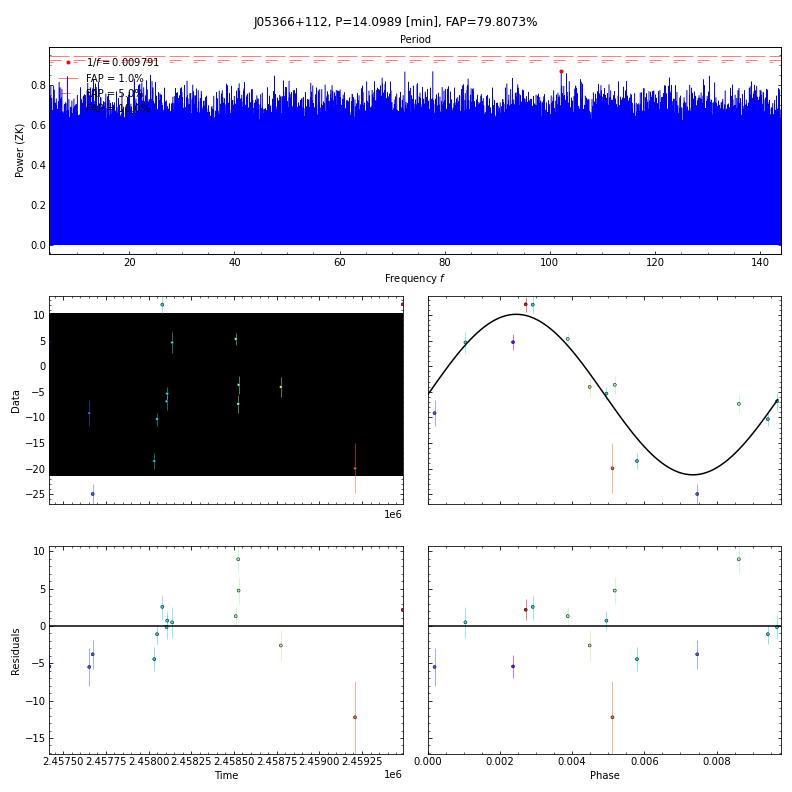 J05366+112, P=14.0989 [min], FAP=79.8073%
Period
1/f = 0.009791
FAP = 1.0%
FAP = 5.0%
0.8
0.6
0.4
0.2
0.0
Power (ZK)
20 40 60 80 100 120 140
Frequency f
10
5
0
−5
−10
−15
−20
−25
Data
1e6
10
5
0
−5
−10
−15
Residuals
2.45750 2.45775 2.45800 2.45825 2.45850 2.45875 2.45900 2.45925
Time
1e6
0.000 0.002 0.004 0.006 0.008
Phase